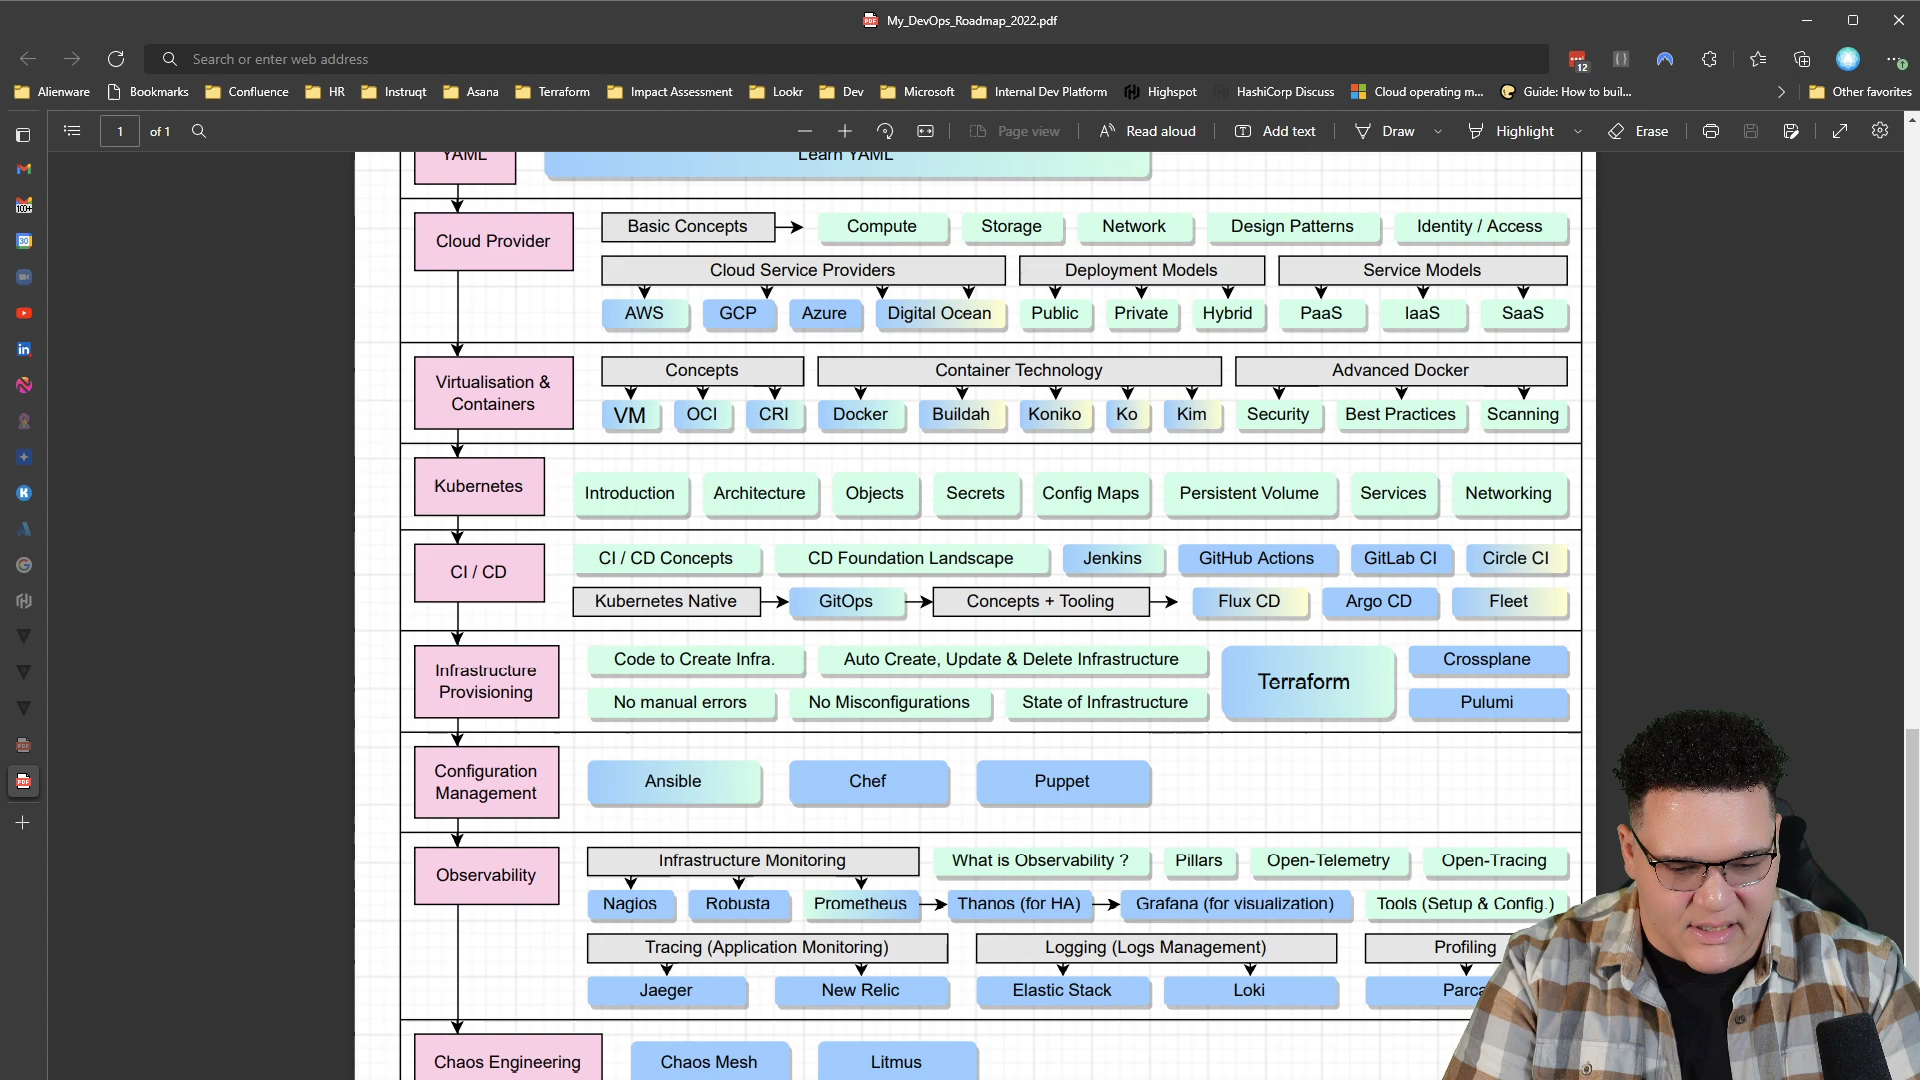 My_DevOps_Roadmap_2022.pdf
Search or enter web address
12
Alienware Bookmarks Confluence HR Instruqt Asana Terraform Impact Assessment Lookr Dev Microsoft Internal Dev Platform Highspot HashiCorp Discuss Cloud operating m... Guide: How to buil... Other favorites
1 of 1 Page view Read aloud Add text Draw Highlight Erase
YAML Learn YAML
Cloud Provider
Basic Concepts Compute Storage Network Design Patterns Identity / Access
Cloud Service Providers Deployment Models Service Models
AWS GCP Azure Digital Ocean Public Private Hybrid PaaS IaaS SaaS
Virtualisation &
Containers
Concepts Container Technology Advanced Docker
VM OCI CRI Docker Buildah Koniko Ko Kim Security Best Practices Scanning
Kubernetes
Introduction Architecture Objects Secrets Config Maps Persistent Volume Services Networking
CI / CD
CI / CD Concepts CD Foundation Landscape Jenkins GitHub Actions GitLab CI Circle CI
Kubernetes Native GitOps Concepts + Tooling Flux CD Argo CD Fleet
Infrastructure
Provisioning
Code to Create Infra. Auto Create, Update & Delete Infrastructure Terraform Crossplane
No manual errors No Misconfigurations State of Infrastructure Pulumi
Configuration
Management
Ansible Chef Puppet
Observability
Infrastructure Monitoring What is Observability ? Pillars Open-Telemetry Open-Tracing
Nagios Robusta Prometheus Thanos (for HA) Grafana (for visualization) Tools (Setup & Config.)
Tracing (Application Monitoring) Logging (Logs Management) Profiling
Jaeger New Relic Elastic Stack Loki Parca
Chaos Engineering Chaos Mesh Litmus